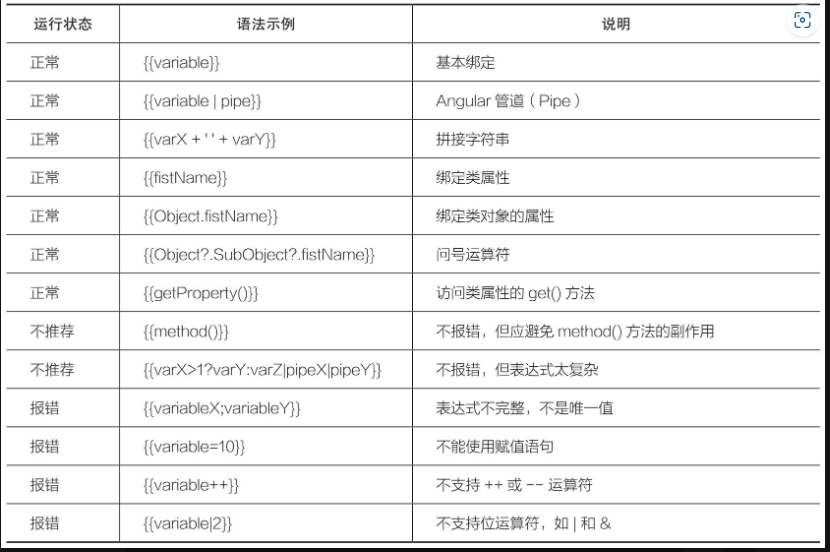 运行状态 语法示例 说明
正常 {{variable}} 基本绑定
正常 {{variable | pipe}} Angular 管道（Pipe）
正常 {{varX + ' ' + varY}} 拼接字符串
正常 {{fistName}} 绑定类属性
正常 {{Object.fistName}} 绑定类对象的属性
正常 {{Object?.SubObject?.fistName}} 问号运算符
正常 {{getProperty()}} 访问类属性的 get() 方法
不推荐 {{method()}} 不报错，但应避免 method() 方法的副作用
不推荐 {{varX>1?varY:varZ|pipeX|pipeY}} 不报错，但表达式太复杂
报错 {{variableX;variableY}} 表达式不完整，不是唯一值
报错 {{variable=10}} 不能使用赋值语句
报错 {{variable++}} 不支持 ++ 或 -- 运算符
报错 {{variable|2}} 不支持位运算符，如 | 和 &